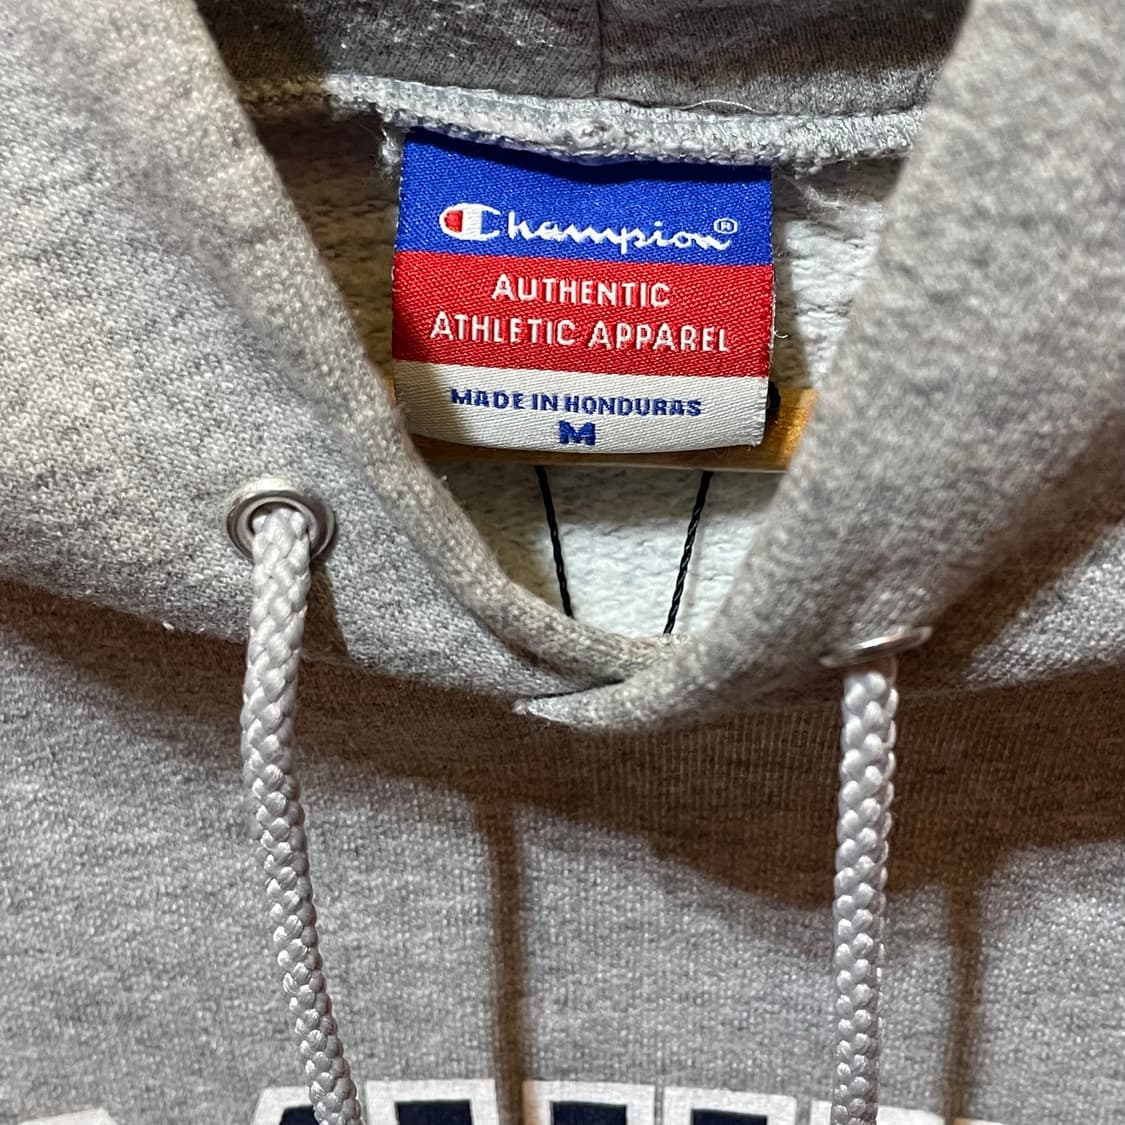 Champion®
AUTHENTIC
ATHLETIC APPAREL
MADE IN HONDURAS
M